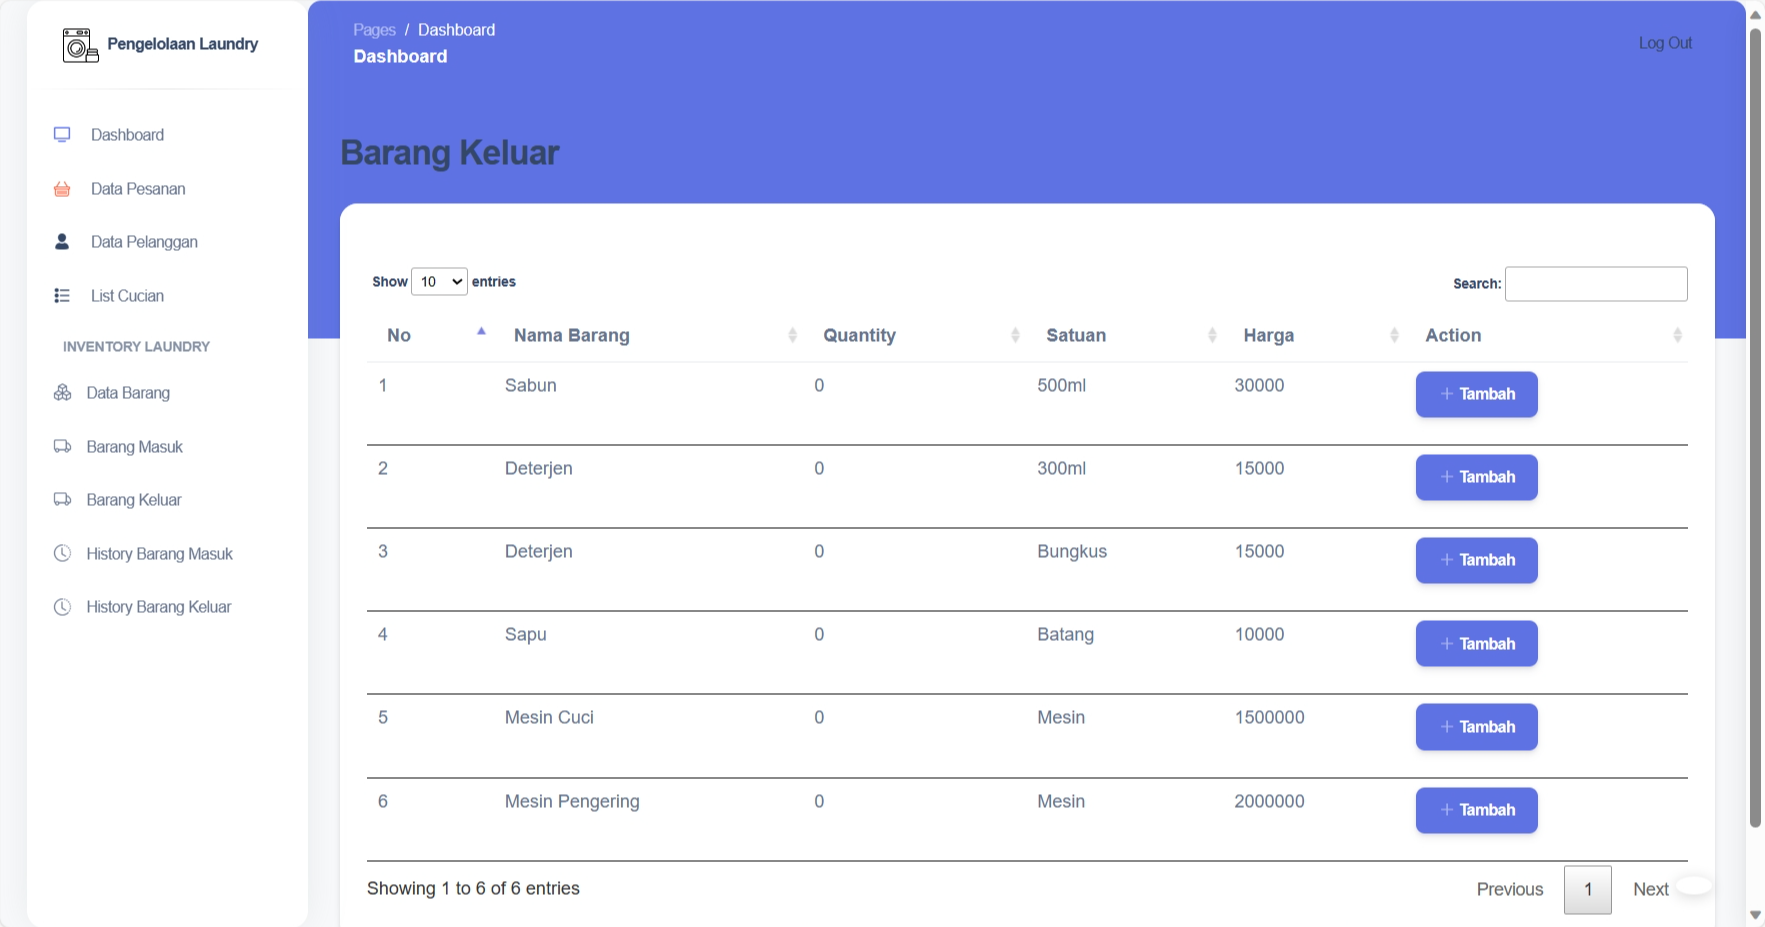 Pengelolaan Laundry
Dashboard
Data Pesanan
Data Pelanggan
List Cucian
INVENTORY LAUNDRY
Data Barang
Barang Masuk
Barang Keluar
History Barang Masuk
History Barang Keluar
Pages / Dashboard
Dashboard
Log Out
Barang Keluar
Show 10 entries
Search:
No Nama Barang Quantity Satuan Harga Action
1 Sabun 0 500ml 30000 + Tambah
2 Deterjen 0 300ml 15000 + Tambah
3 Deterjen 0 Bungkus 15000 + Tambah
4 Sapu 0 Batang 10000 + Tambah
5 Mesin Cuci 0 Mesin 1500000 + Tambah
6 Mesin Pengering 0 Mesin 2000000 + Tambah
Showing 1 to 6 of 6 entries
Previous 1 Next